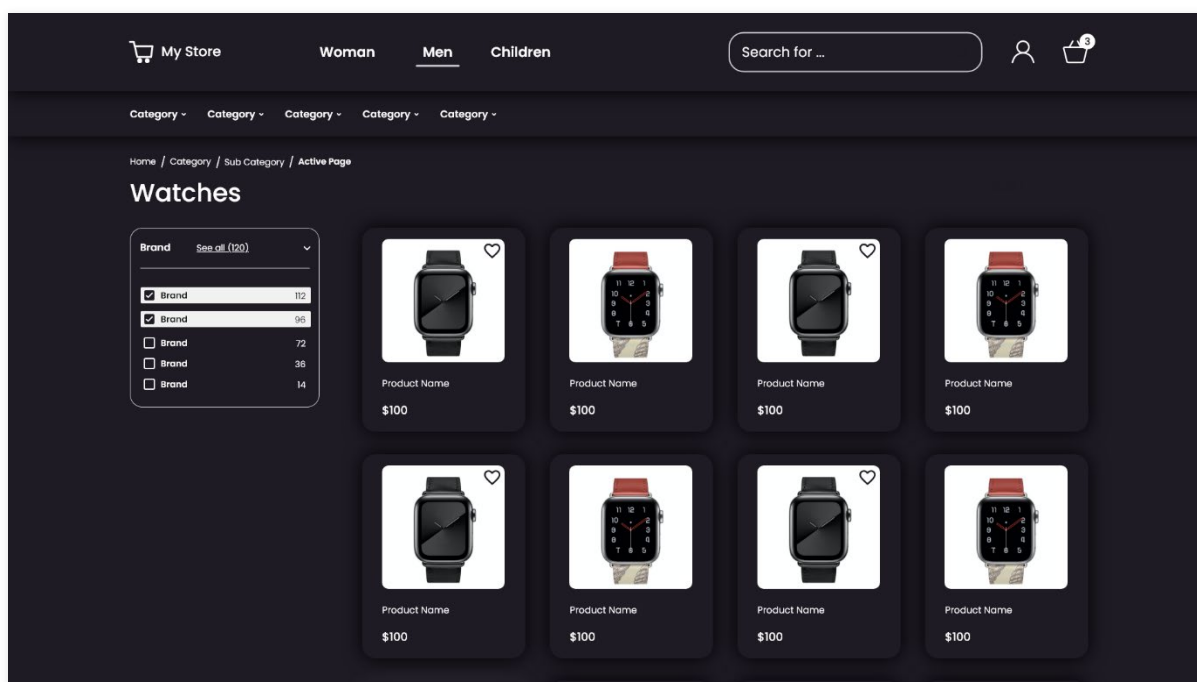 My Store Woman Men Children Search for ... 3
Category Category Category Category Category
Home / Category / Sub Category / Active Page
Watches
Brand See all (120)
Brand 112
Brand 96
Brand 72
Brand 36
Brand 14
Product Name Product Name Product Name Product Name
$100 $100 $100 $100
Product Name Product Name Product Name Product Name
$100 $100 $100 $100